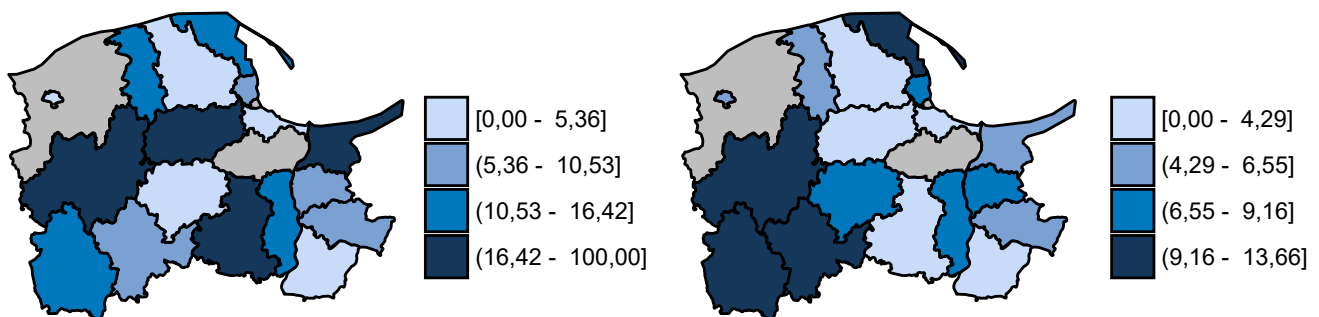 [0,00 - 5,36]
(5,36 - 10,53]
(10,53 - 16,42]
(16,42 - 100,00]
[0,00 - 4,29]
(4,29 - 6,55]
(6,55 - 9,16]
(9,16 - 13,66]